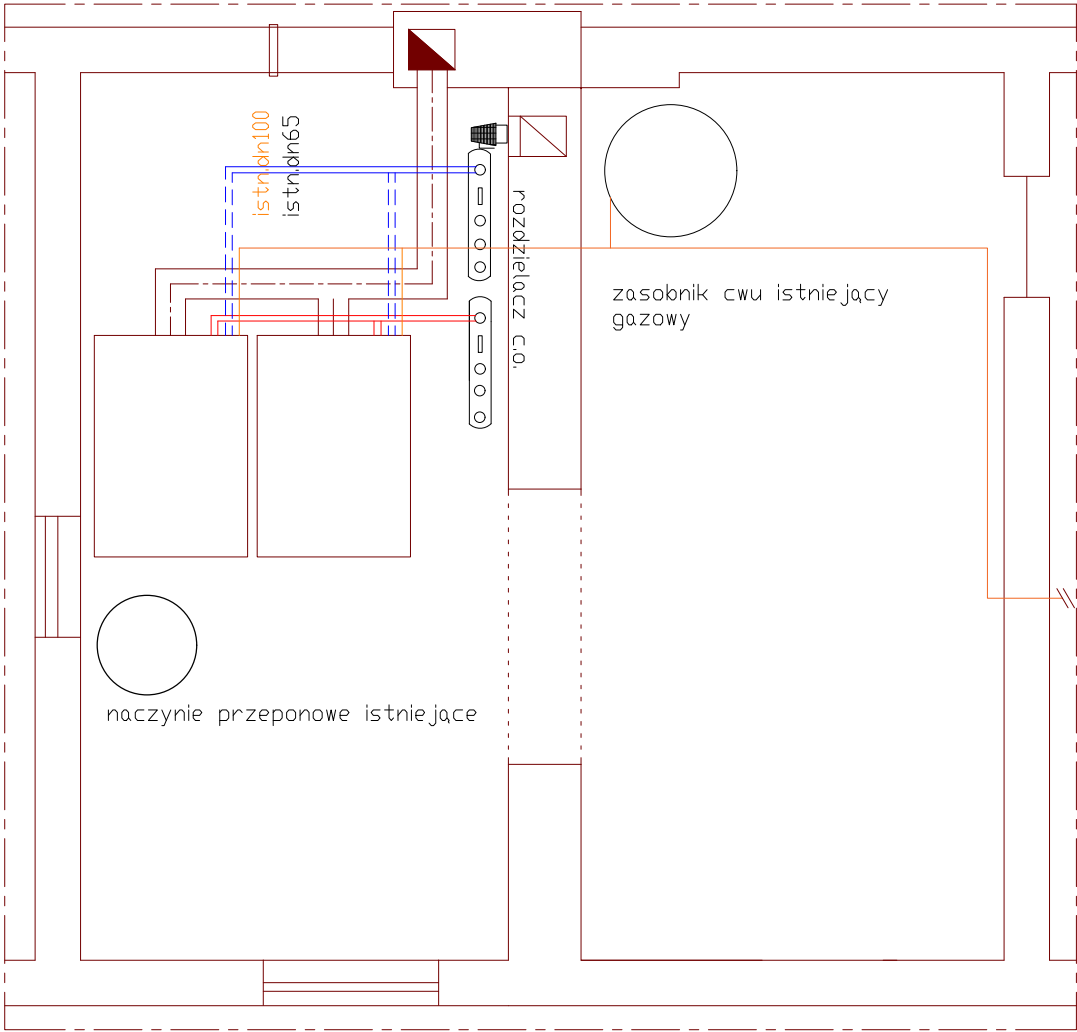 istn.dn100
istn.dn65
rozdzielacz c.o.
zasobnik cwu istniejący
gazowy
naczynie przeponowe istniejące